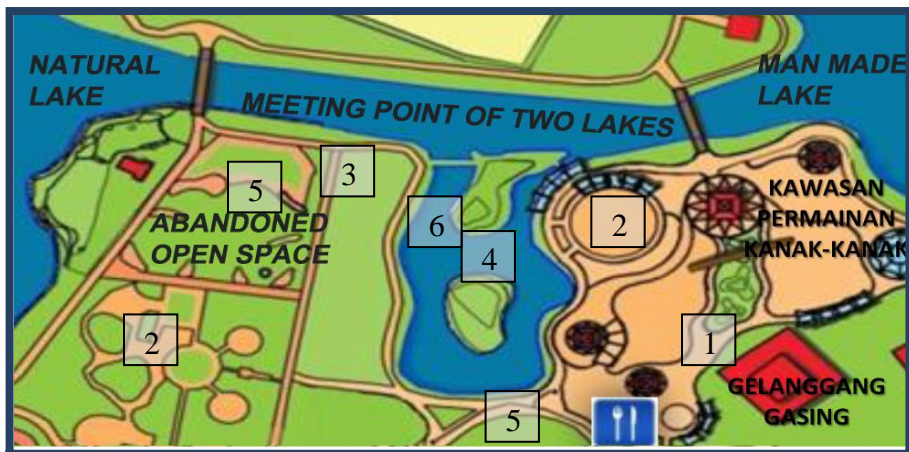 NATURAL
LAKE
MEETING POINT OF TWO LAKES
MAN MADE
LAKE
3
5
ABANDONED
OPEN SPACE
6
4
2
KAWASAN
PERMAINAN
KANAK-KANAK
2
1
GELANGGANG
GASING
5